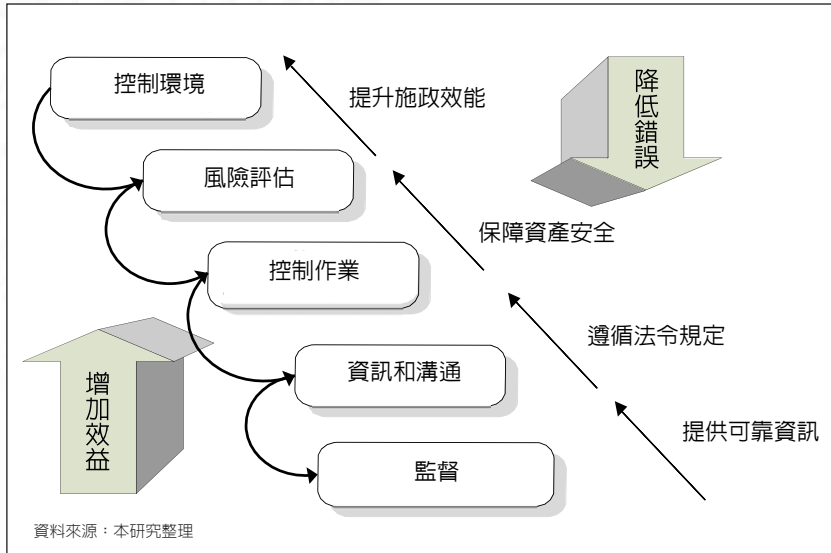 控制環境
提升施政效能
降低錯誤
風險評估
保障資產安全
控制作業
遵循法令規定
增加效益
資訊和溝通
提供可靠資訊
監督
資料來源：本研究整理